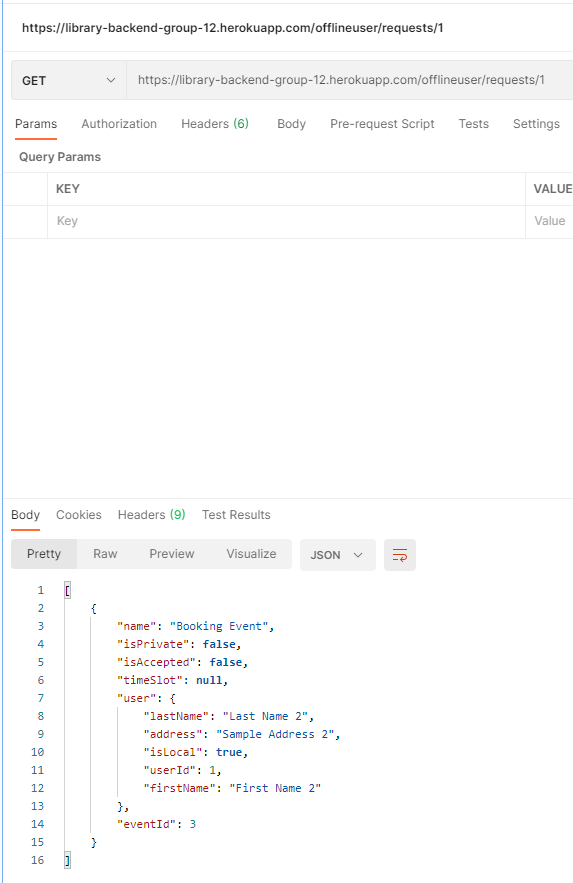 https://library-backend-group-12.herokuapp.com/offlineuser/requests/1
GET https://library-backend-group-12.herokuapp.com/offlineuser/requests/1
Params Authorization Headers (6) Body Pre-request Script Tests Settings
Query Params
KEY VALUE
Key Value
Body Cookies Headers (9) Test Results
Pretty Raw Preview Visualize JSON
1 [
2 {
3 "name": "Booking Event",
4 "isPrivate": false,
5 "isAccepted": false,
6 "timeSlot": null,
7 "user": {
8 "lastName": "Last Name 2",
9 "address": "Sample Address 2",
10 "isLocal": true,
11 "userId": 1,
12 "firstName": "First Name 2"
13 },
14 "eventId": 3
15 }
16 ]